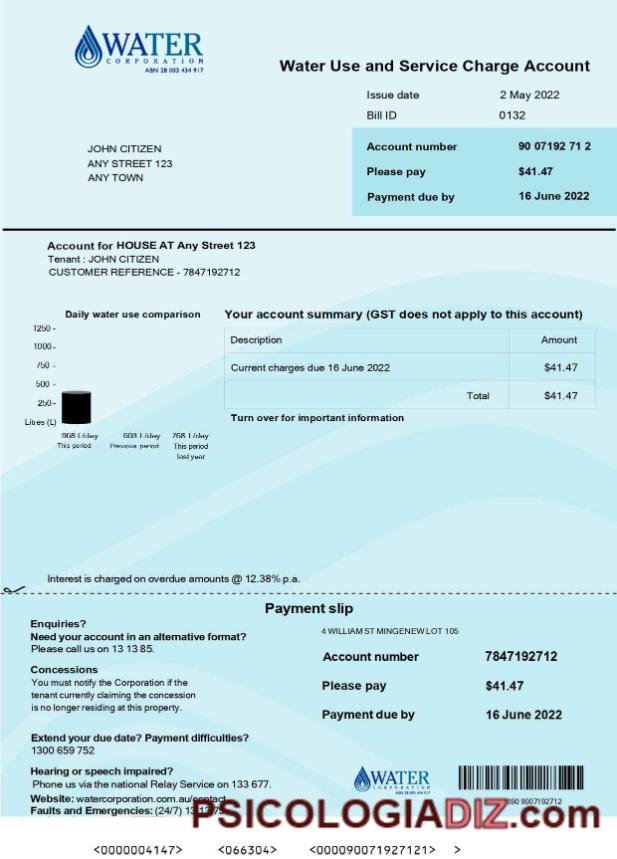 WATER
CORPORATION
ABN 28 003 434 917
Water Use and Service Charge Account
Issue date 2 May 2022
Bill ID 0132
JOHN CITIZEN
ANY STREET 123
ANY TOWN
Account number 90 07192 71 2
Please pay $41.47
Payment due by 16 June 2022
Account for HOUSE AT Any Street 123
Tenant : JOHN CITIZEN
CUSTOMER REFERENCE - 7847192712
Daily water use comparison
1250 -
1000 -
750 -
500 -
250 -
Litres (L)
968 L/day 603 L/day 768 L/day
This period Previous period This period
last year
Your account summary (GST does not apply to this account)
Description Amount
Current charges due 16 June 2022 $41.47
Total $41.47
Turn over for important information
Interest is charged on overdue amounts @ 12.38% p.a.
Payment slip
Enquiries?
Need your account in an alternative format?
Please call us on 13 13 85.
Concessions
You must notify the Corporation if the
tenant currently claiming the concession
is no longer residing at this property.
Extend your due date? Payment difficulties?
1300 659 752
Hearing or speech impaired?
Phone us via the national Relay Service on 133 677.
Website: watercorporation.com.au/contact
Faults and Emergencies: (24/7) 13
4 WILLIAM ST MINGENEW LOT 105
Account number 7847192712
Please pay $41.47
Payment due by 16 June 2022
WATER
CORPORATION
9007192712
PSICOLOGIADIZ.com
<0000004147> <066304> <000090071927121> >